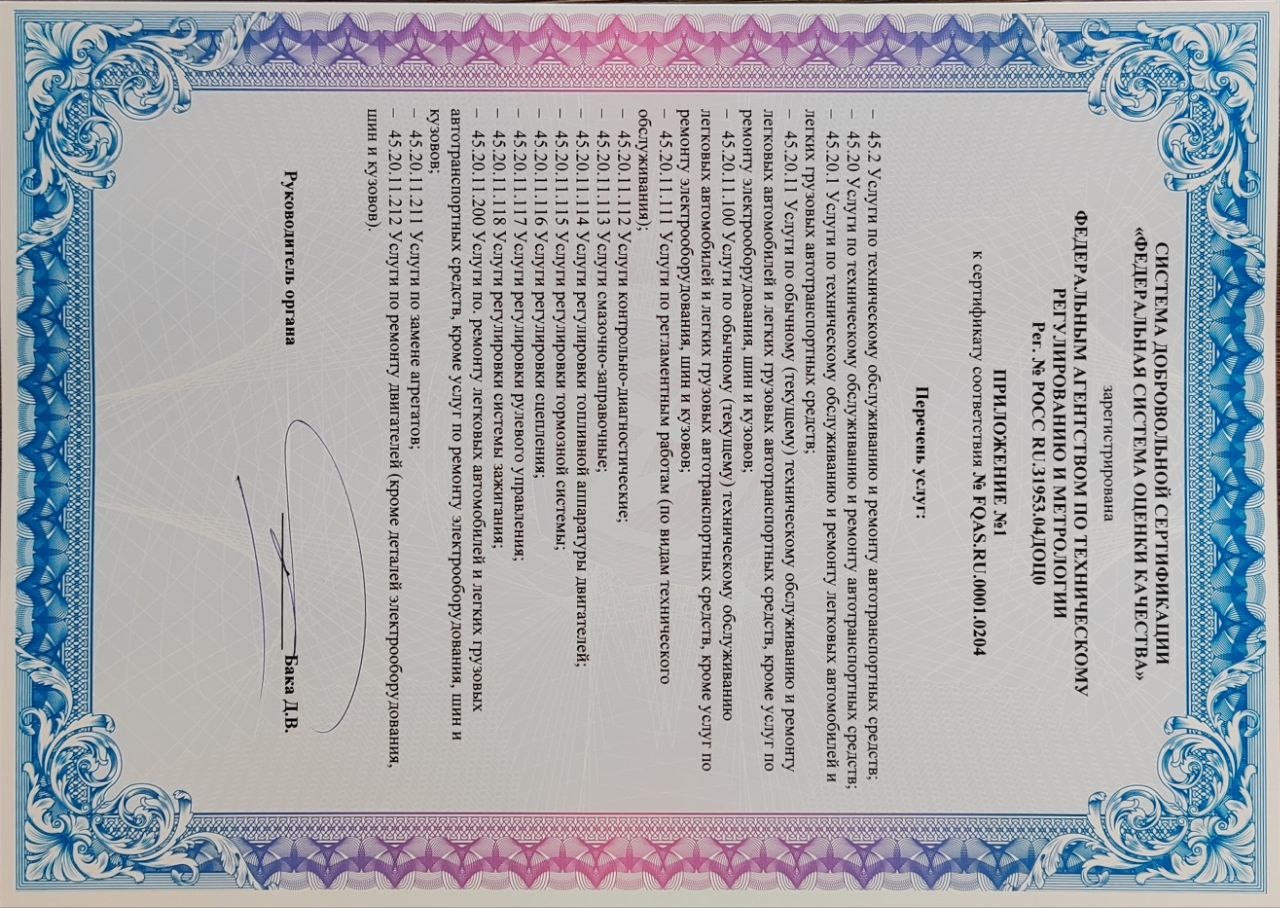 СИСТЕМА ДОБРОВОЛЬНОЙ СЕРТИФИКАЦИИ
«ФЕДЕРАЛЬНАЯ СИСТЕМА ОЦЕНКИ КАЧЕСТВА»
зарегистрирована
ФЕДЕРАЛЬНЫМ АГЕНТСТВОМ ПО ТЕХНИЧЕСКОМУ
РЕГУЛИРОВАНИЮ И МЕТРОЛОГИИ
Рег. № РОСС RU.31953.04ДОЦ0
ПРИЛОЖЕНИЕ №1
к сертификату соответствия № FQAS.RU.0001.0204
Перечень услуг:
– 45.2 Услуги по техническому обслуживанию и ремонту автотранспортных средств;
– 45.20 Услуги по техническому обслуживанию и ремонту автотранспортных средств;
– 45.20.1 Услуги по техническому обслуживанию и ремонту легковых автомобилей и
легких грузовых автотранспортных средств;
– 45.20.11 Услуги по обычному (текущему) техническому обслуживанию и ремонту
легковых автомобилей и легких грузовых автотранспортных средств, кроме услуг по
ремонту электрооборудования, шин и кузовов;
– 45.20.11.100 Услуги по обычному (текущему) техническому обслуживанию
легковых автомобилей и легких грузовых автотранспортных средств, кроме услуг по
ремонту электрооборудования, шин и кузовов;
– 45.20.11.111 Услуги по регламентным работам (по видам технического
обслуживания);
– 45.20.11.112 Услуги контрольно-диагностические;
– 45.20.11.113 Услуги смазочно-заправочные;
– 45.20.11.114 Услуги регулировки топливной аппаратуры двигателей;
– 45.20.11.115 Услуги регулировки тормозной системы;
– 45.20.11.116 Услуги регулировки сцепления;
– 45.20.11.117 Услуги регулировки рулевого управления;
– 45.20.11.118 Услуги регулировки системы зажигания;
– 45.20.11.200 Услуги по. ремонту легковых автомобилей и легких грузовых
автотранспортных средств, кроме услуг по ремонту электрооборудования, шин и
кузовов;
– 45.20.11.211 Услуги по замене агрегатов;
– 45.20.11.212 Услуги по ремонту двигателей (кроме деталей электрооборудования,
шин и кузовов).
Руководитель органа Бака Д.В.